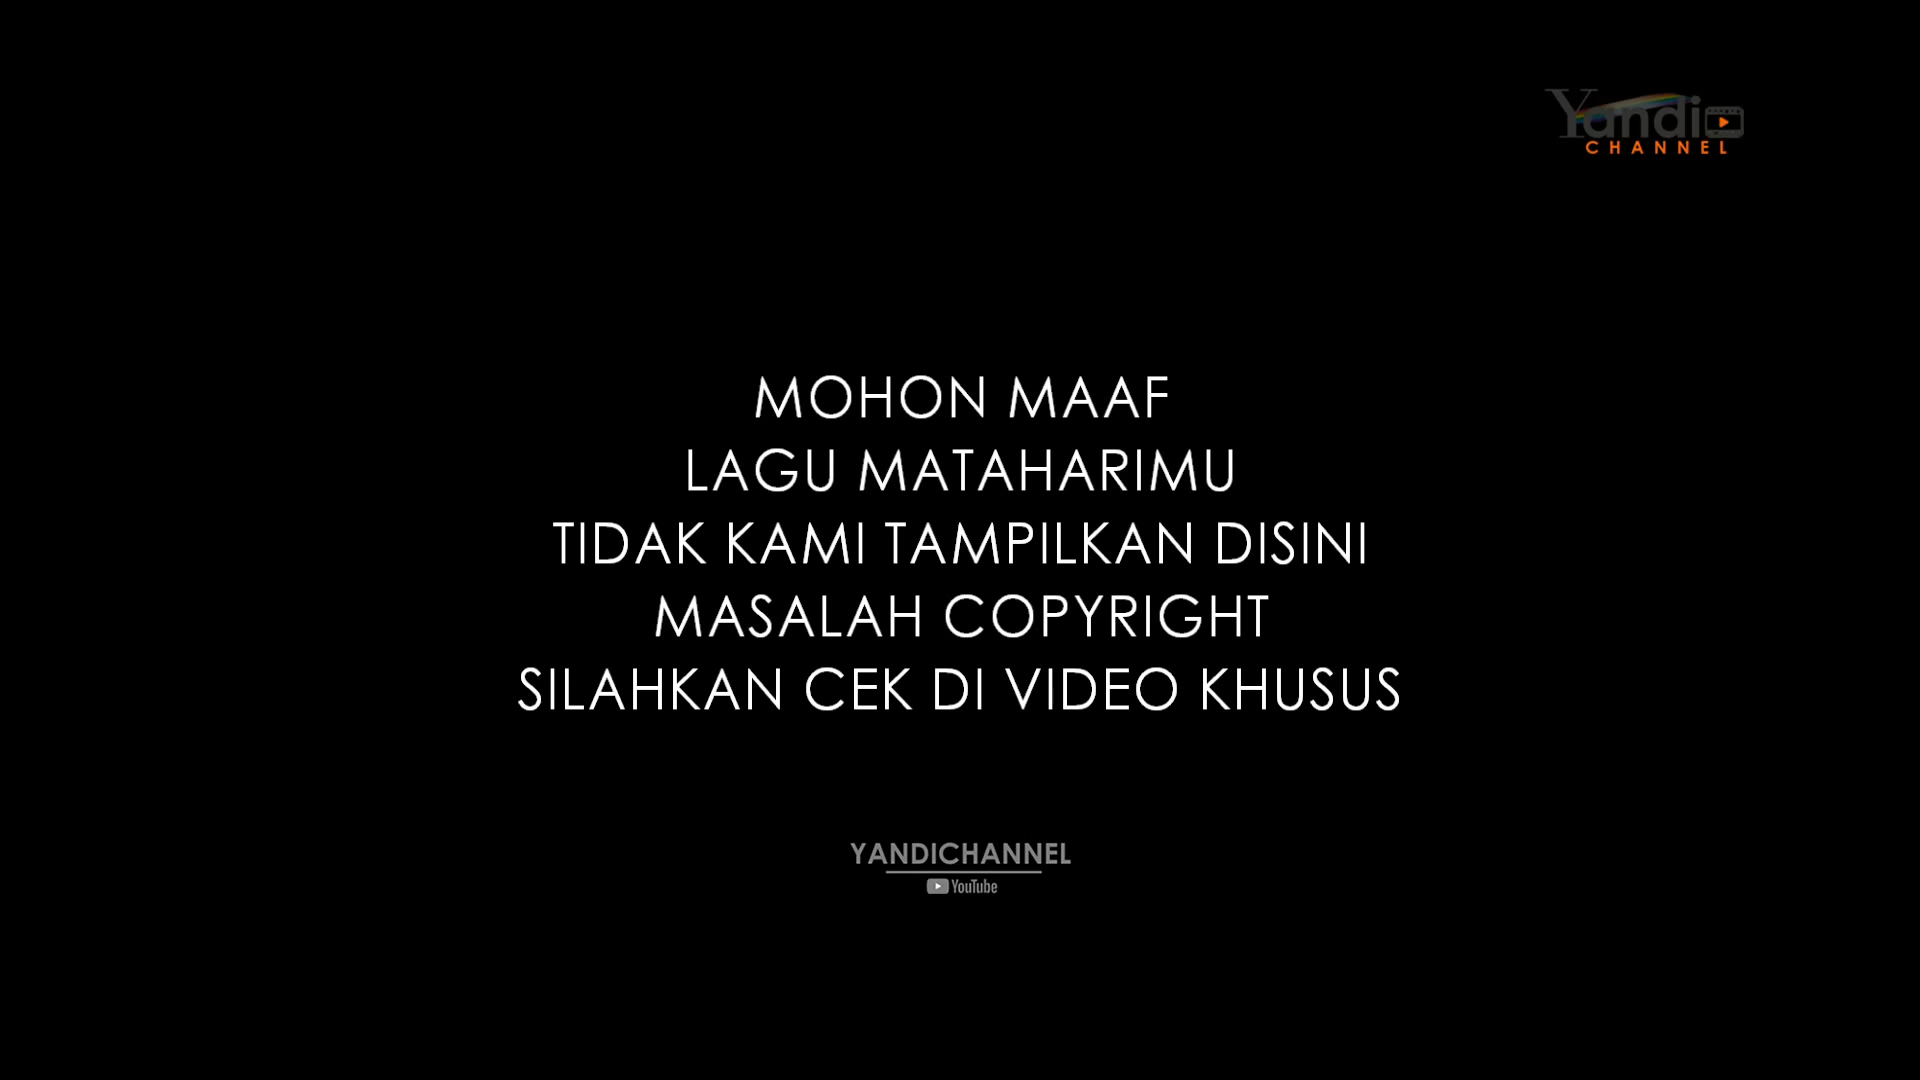 Yandi
CHANNEL
MOHON MAAF
LAGU MATAHARIMU
TIDAK KAMI TAMPILKAN DISINI
MASALAH COPYRIGHT
SILAHKAN CEK DI VIDEO KHUSUS
YANDICHANNEL
YouTube